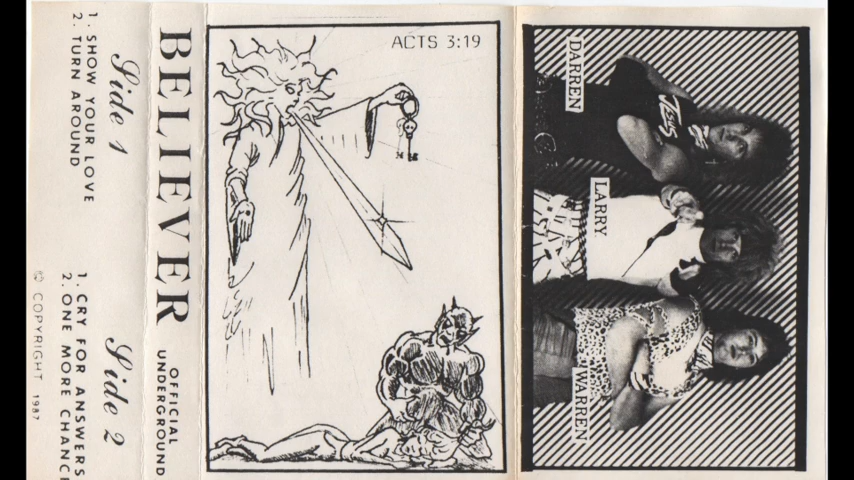 Side 1
1. SHOW YOUR LOVE
2. TURN AROUND
Side 2
1. CRY FOR ANSWERS
2. ONE MORE CHANCE
© COPYRIGHT 1987
BELIEVER
OFFICIAL
UNDERGROUND
ACTS 3:19
DARREN
LARRY
WARREN